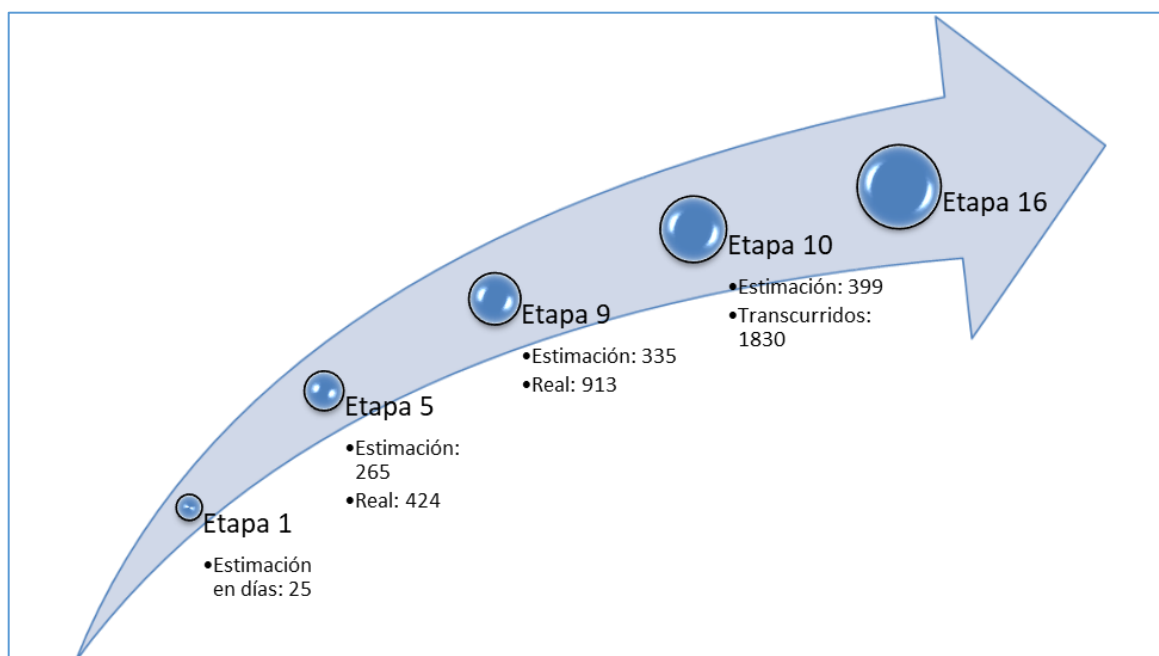 Etapa 1
•Estimación
en días: 25
Etapa 5
•Estimación:
265
•Real: 424
Etapa 9
•Estimación: 335
•Real: 913
Etapa 10
•Estimación: 399
•Transcurridos:
1830
Etapa 16